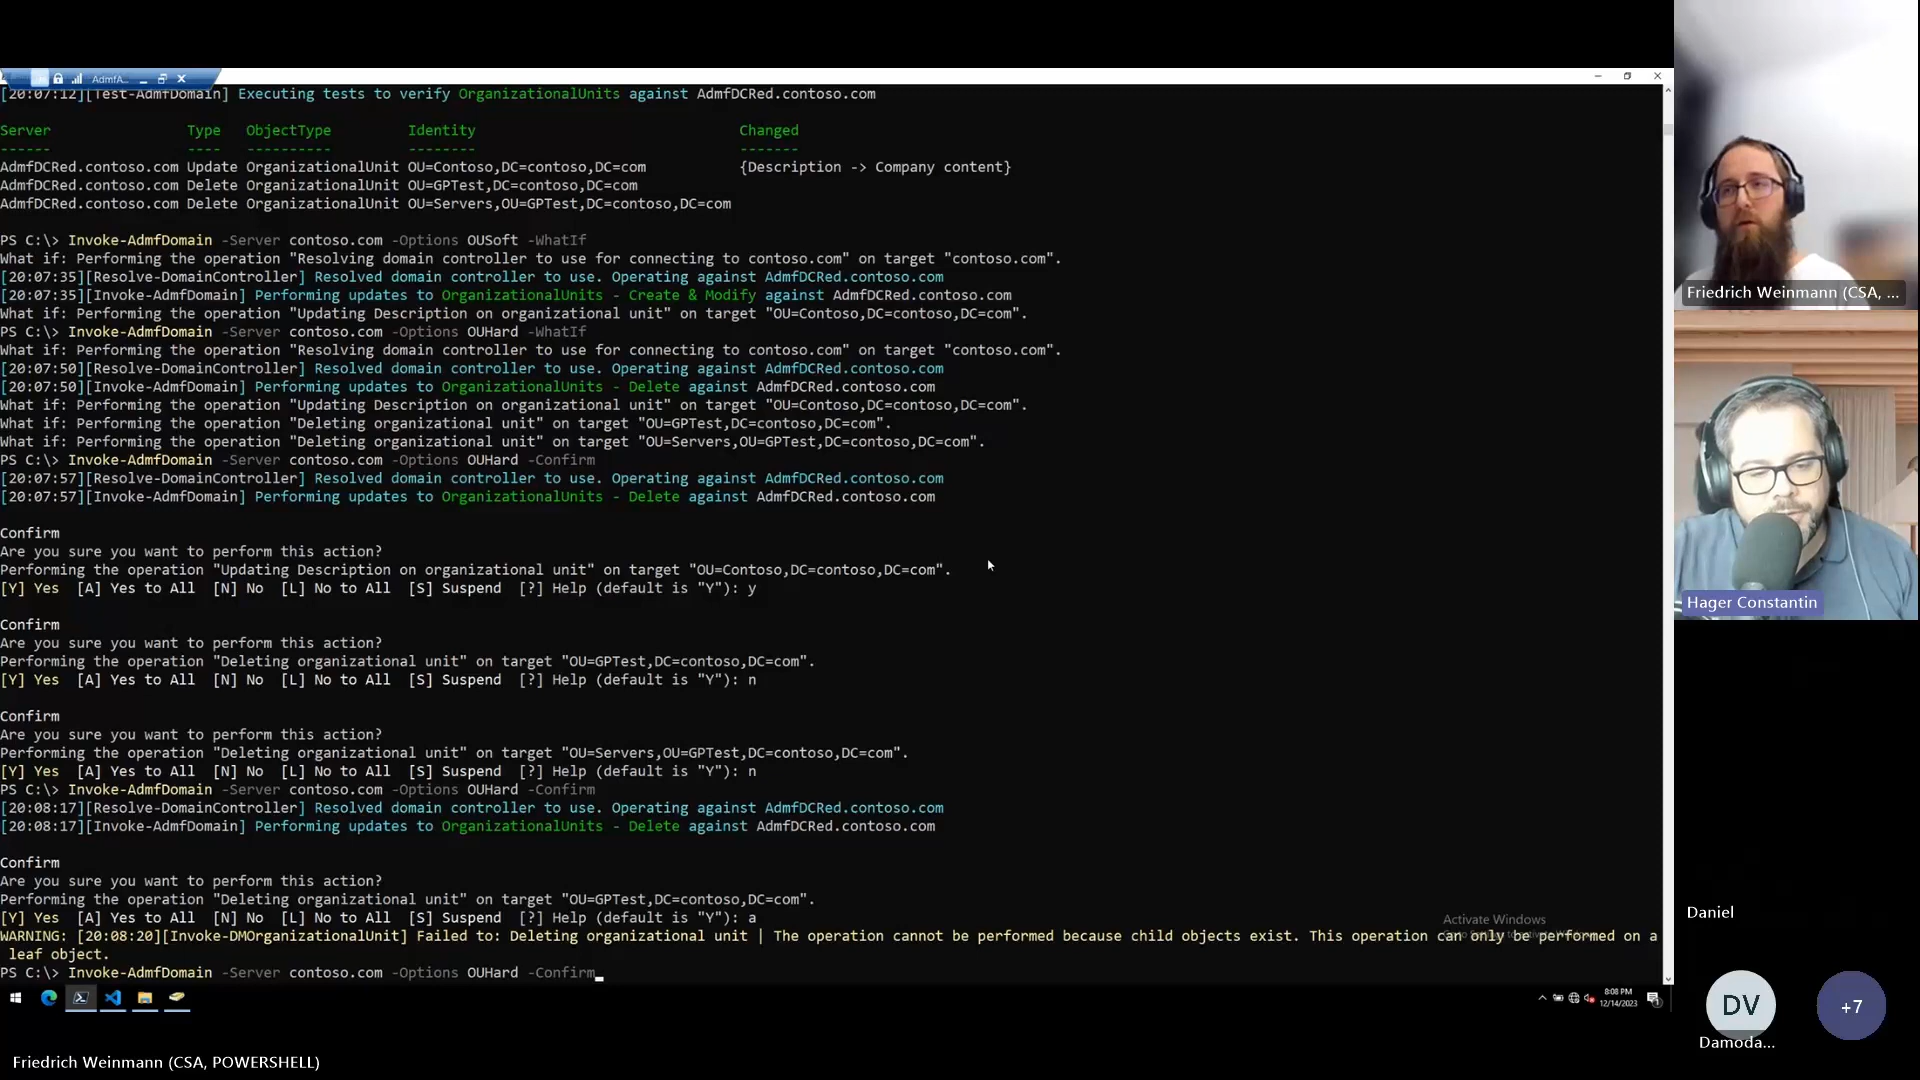 AdmfA...
[20:07:12][Test-AdmfDomain] Executing tests to verify OrganizationalUnits against AdmfDCRed.contoso.com
Server Type ObjectType Identity Changed
------ ---- ---------- -------- -------
AdmfDCRed.contoso.com Update OrganizationalUnit OU=Contoso,DC=contoso,DC=com {Description -> Company content}
AdmfDCRed.contoso.com Delete OrganizationalUnit OU=GPTest,DC=contoso,DC=com
AdmfDCRed.contoso.com Delete OrganizationalUnit OU=Servers,OU=GPTest,DC=contoso,DC=com
PS C:\> Invoke-AdmfDomain -Server contoso.com -Options OUSoft -WhatIf
What if: Performing the operation "Resolving domain controller to use for connecting to contoso.com" on target "contoso.com".
[20:07:35][Resolve-DomainController] Resolved domain controller to use. Operating against AdmfDCRed.contoso.com
[20:07:35][Invoke-AdmfDomain] Performing updates to OrganizationalUnits - Create & Modify against AdmfDCRed.contoso.com
What if: Performing the operation "Updating Description on organizational unit" on target "OU=Contoso,DC=contoso,DC=com".
PS C:\> Invoke-AdmfDomain -Server contoso.com -Options OUHard -WhatIf
What if: Performing the operation "Resolving domain controller to use for connecting to contoso.com" on target "contoso.com".
[20:07:50][Resolve-DomainController] Resolved domain controller to use. Operating against AdmfDCRed.contoso.com
[20:07:50][Invoke-AdmfDomain] Performing updates to OrganizationalUnits - Delete against AdmfDCRed.contoso.com
What if: Performing the operation "Updating Description on organizational unit" on target "OU=Contoso,DC=contoso,DC=com".
What if: Performing the operation "Deleting organizational unit" on target "OU=GPTest,DC=contoso,DC=com".
What if: Performing the operation "Deleting organizational unit" on target "OU=Servers,OU=GPTest,DC=contoso,DC=com".
PS C:\> Invoke-AdmfDomain -Server contoso.com -Options OUHard -Confirm
[20:07:57][Resolve-DomainController] Resolved domain controller to use. Operating against AdmfDCRed.contoso.com
[20:07:57][Invoke-AdmfDomain] Performing updates to OrganizationalUnits - Delete against AdmfDCRed.contoso.com
Confirm
Are you sure you want to perform this action?
Performing the operation "Updating Description on organizational unit" on target "OU=Contoso,DC=contoso,DC=com".
[Y] Yes [A] Yes to All [N] No [L] No to All [S] Suspend [?] Help (default is "Y"): y
Confirm
Are you sure you want to perform this action?
Performing the operation "Deleting organizational unit" on target "OU=GPTest,DC=contoso,DC=com".
[Y] Yes [A] Yes to All [N] No [L] No to All [S] Suspend [?] Help (default is "Y"): n
Confirm
Are you sure you want to perform this action?
Performing the operation "Deleting organizational unit" on target "OU=Servers,OU=GPTest,DC=contoso,DC=com".
[Y] Yes [A] Yes to All [N] No [L] No to All [S] Suspend [?] Help (default is "Y"): n
PS C:\> Invoke-AdmfDomain -Server contoso.com -Options OUHard -Confirm
[20:08:17][Resolve-DomainController] Resolved domain controller to use. Operating against AdmfDCRed.contoso.com
[20:08:17][Invoke-AdmfDomain] Performing updates to OrganizationalUnits - Delete against AdmfDCRed.contoso.com
Confirm
Are you sure you want to perform this action?
Performing the operation "Deleting organizational unit" on target "OU=GPTest,DC=contoso,DC=com".
[Y] Yes [A] Yes to All [N] No [L] No to All [S] Suspend [?] Help (default is "Y"): a
WARNING: [20:08:20][Invoke-DMOrganizationalUnit] Failed to: Deleting organizational unit | The operation cannot be performed because child objects exist. This operation can only be performed on a
leaf object.
PS C:\> Invoke-AdmfDomain -Server contoso.com -Options OUHard -Confirm
Activate Windows
8:08 PM
12/14/2023
Friedrich Weinmann (CSA, ...
Hager Constantin
Daniel
DV
+7
Damoda...
Friedrich Weinmann (CSA, POWERSHELL)